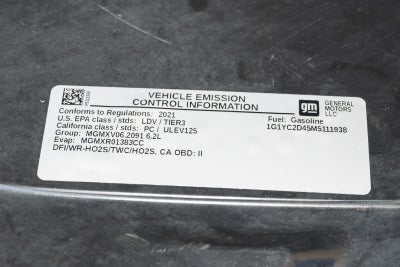 VEHICLE EMISSION
CONTROL INFORMATION
gm
GENERAL
MOTORS
LLC
Conforms to Regulations: 2021
U.S. EPA class / stds: LDV / TIER3
California class / stds: PC / ULEV125
Group: MGMXV06.2091 6.2L
Evap: MGMXR01383CC
DFI/WR-HO2S/TWC/HO2S, CA OBD: II
Fuel: Gasoline
1G1YC2D45M5111938